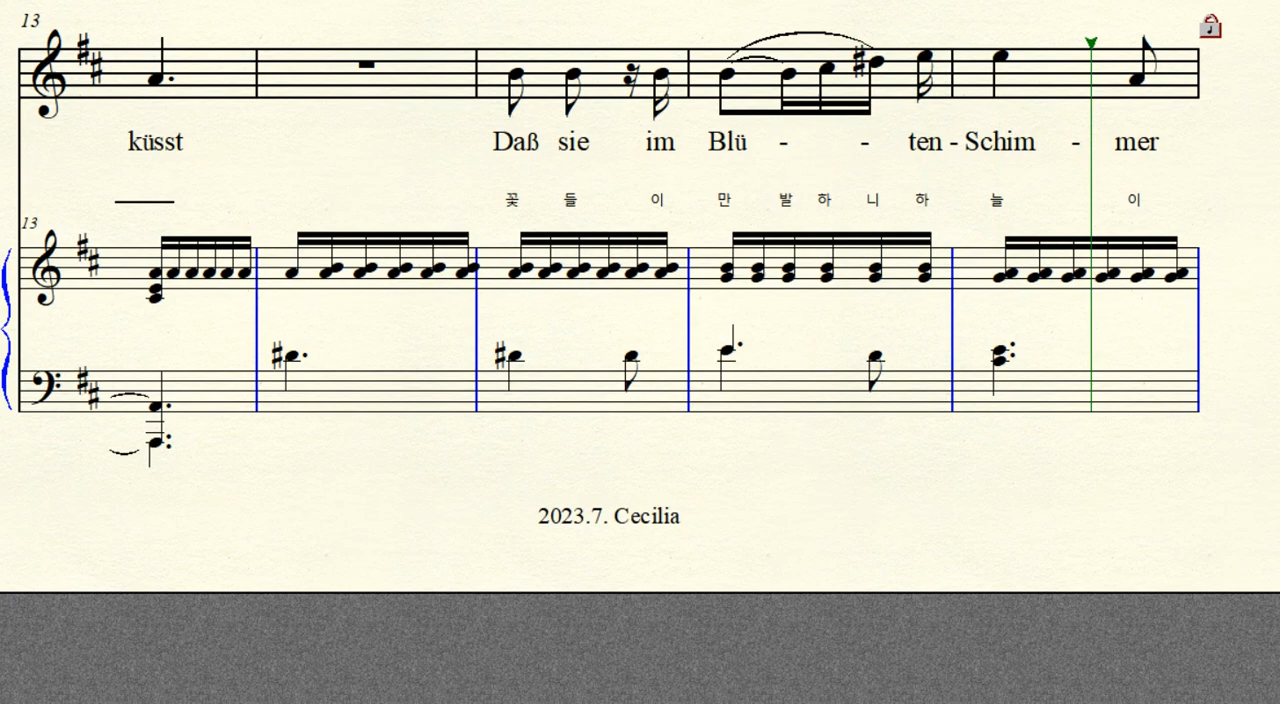 13
küsst Daß sie im Blü - - ten - Schim - mer
꽃 들 이 만 발 하 니 하 늘 이
13
2023.7. Cecilia